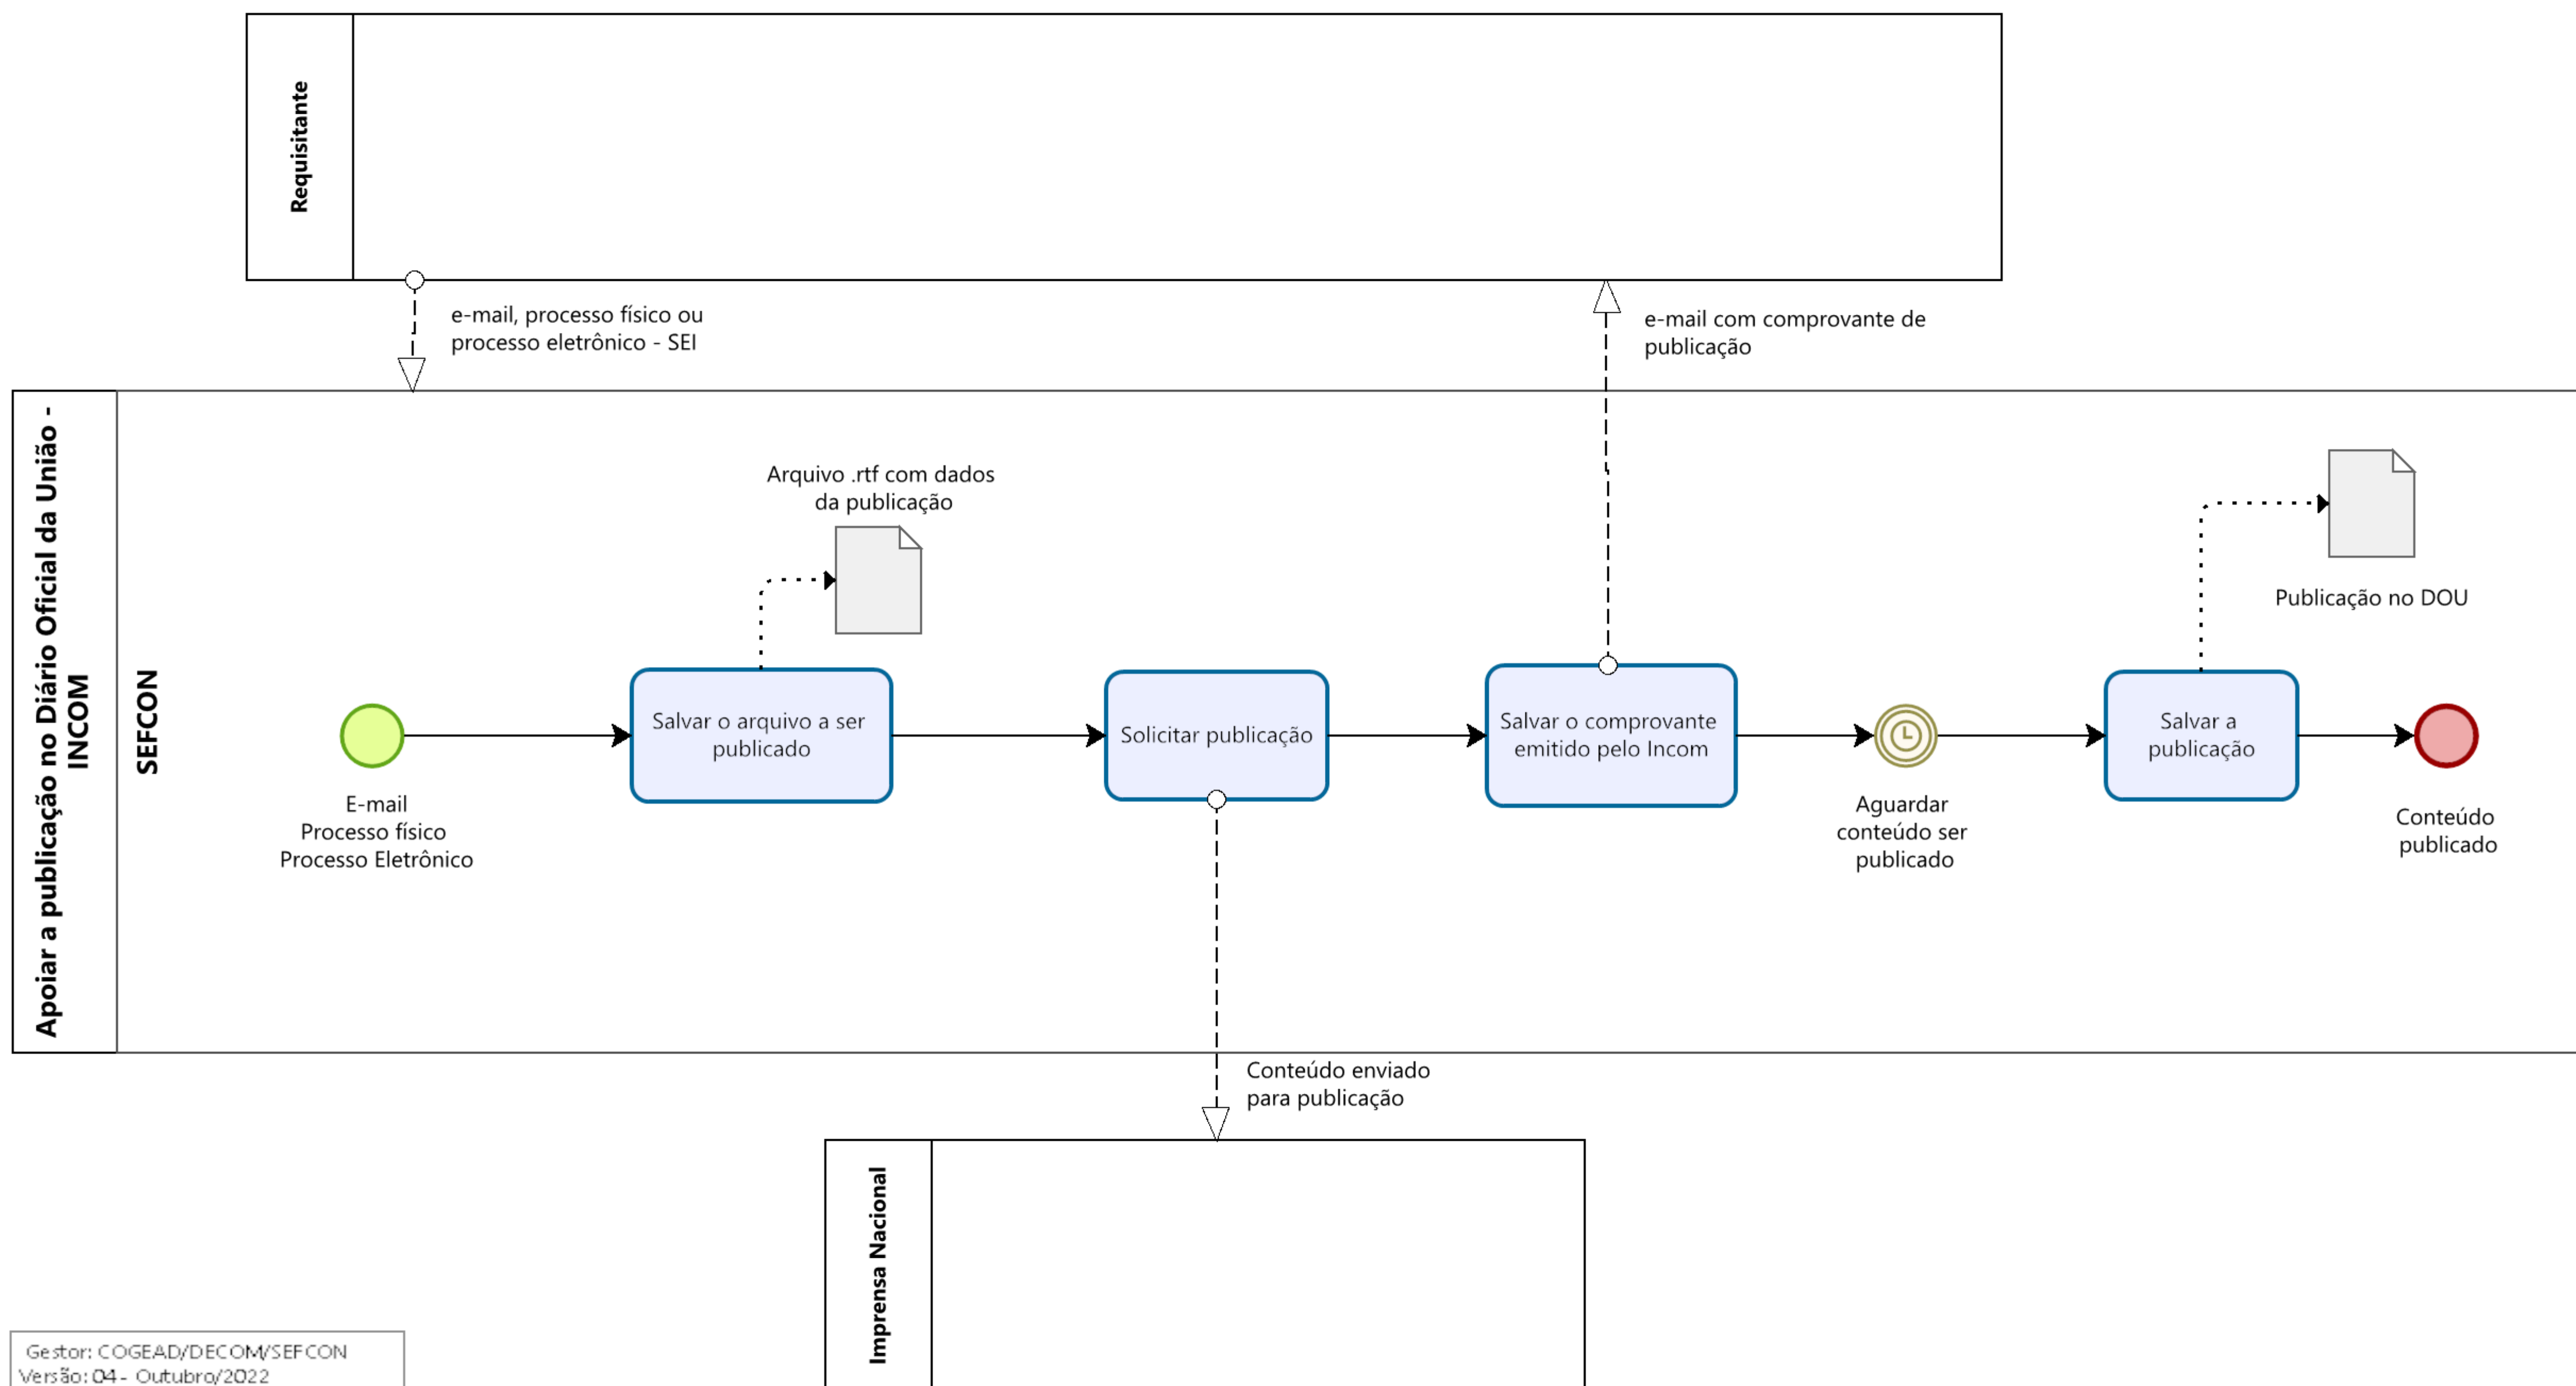 Requisitante
e-mail, processo físico ou
processo eletrônico - SEI
e-mail com comprovante de
publicação
Apoiar a publicação no Diário Oficial da União -
INCOM
SEFCON
Arquivo .rtf com dados
da publicação
Publicação no DOU
Salvar o arquivo a ser
publicado
Solicitar publicação
Salvar o comprovante
emitido pelo Incom
Salvar a
publicação
E-mail
Processo físico
Processo Eletrônico
Aguardar
conteúdo ser
publicado
Conteúdo
publicado
Conteúdo enviado
para publicação
Imprensa Nacional
Gestor: COGEAD/DECOM/SEFCON
Versão: 04 - Outubro/2022